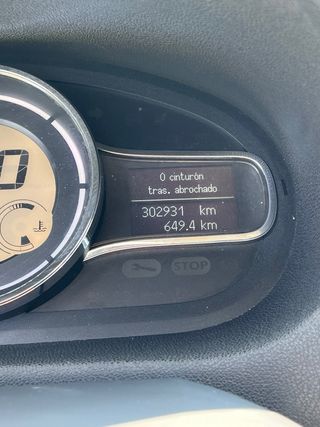 0 cinturón
tras. abrochado
302931 km
649.4 km
STOP